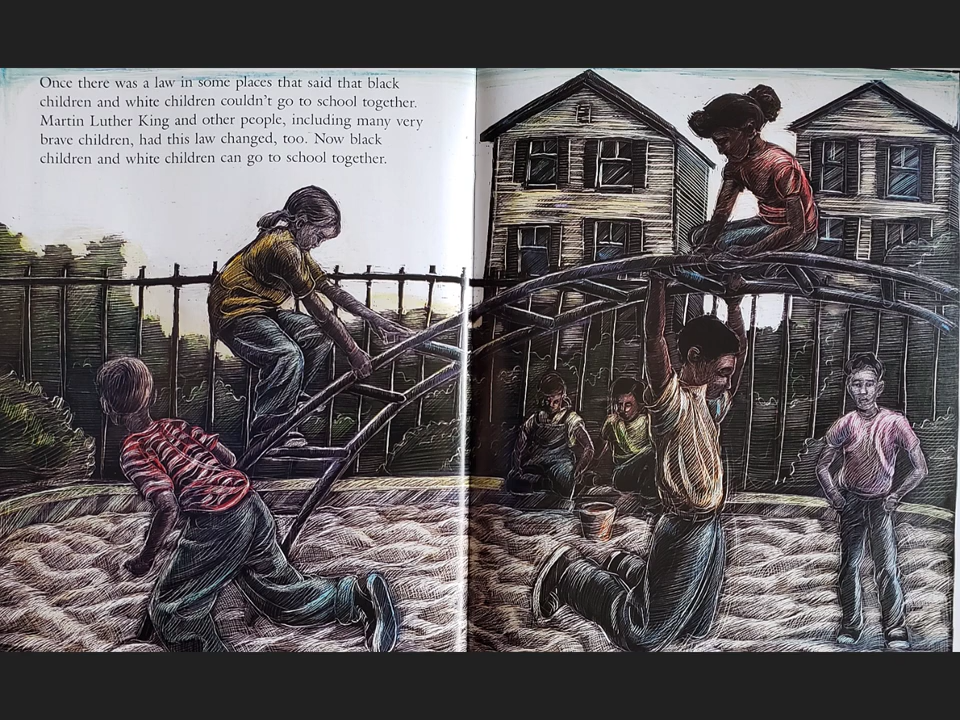 Once there was a law in some places that said that black
children and white children couldn't go to school together.
Martin Luther King and other people, including many very
brave children, had this law changed, too. Now black
children and white children can go to school together.